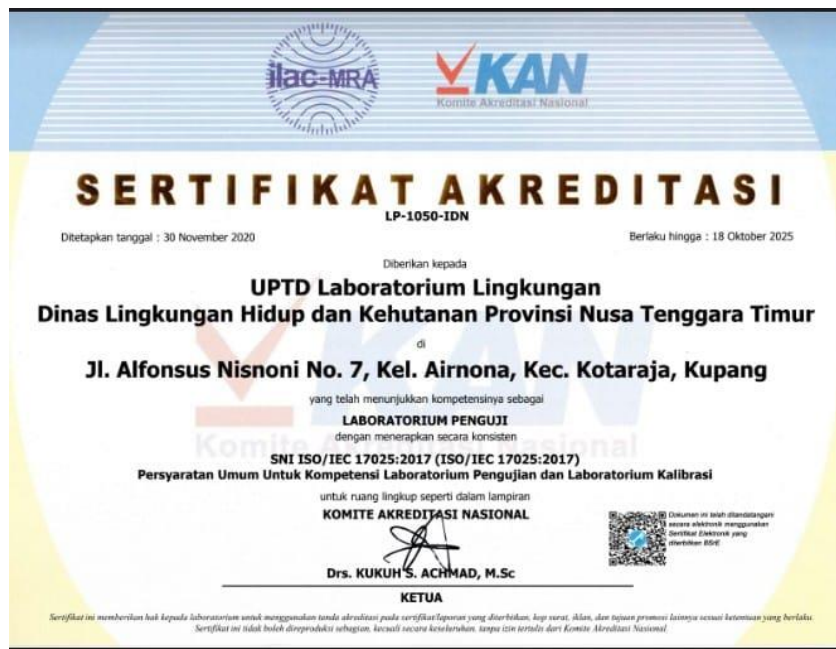 ilac-MRA
KAN
Komite Akreditasi Nasional
SERTIFIKAT AKREDITASI
LP-1050-IDN
Ditetapkan tanggal : 30 November 2020
Berlaku hingga : 18 Oktober 2025
Diberikan kepada
UPTD Laboratorium Lingkungan
Dinas Lingkungan Hidup dan Kehutanan Provinsi Nusa Tenggara Timur
di
Jl. Alfonsus Nisnoni No. 7, Kel. Airnona, Kec. Kotaraja, Kupang
yang telah menunjukkan kompetensinya sebagai
LABORATORIUM PENGUJI
dengan menerapkan secara konsisten
KAN
Komite Akreditasi Nasional
SNI ISO/IEC 17025:2017 (ISO/IEC 17025:2017)
Persyaratan Umum Untuk Kompetensi Laboratorium Pengujian dan Laboratorium Kalibrasi
untuk ruang lingkup seperti dalam lampiran
KOMITE AKREDITASI NASIONAL
Dokumen ini telah ditandatangani
secara elektronik menggunakan
Sertifikat Elektronik yang
diterbitkan BSrE
Drs. KUKUH S. ACHMAD, M.Sc
KETUA
Sertifikat ini memberikan hak kepada laboratorium untuk menggunakan tanda akreditasi pada sertifikat/laporan yang diterbitkan, kop surat, iklan, dan tujuan promosi lainnya sesuai ketentuan yang berlaku.
Sertifikat ini tidak boleh direproduksi sebagian, kecuali secara keseluruhan, tanpa izin tertulis dari Komite Akreditasi Nasional